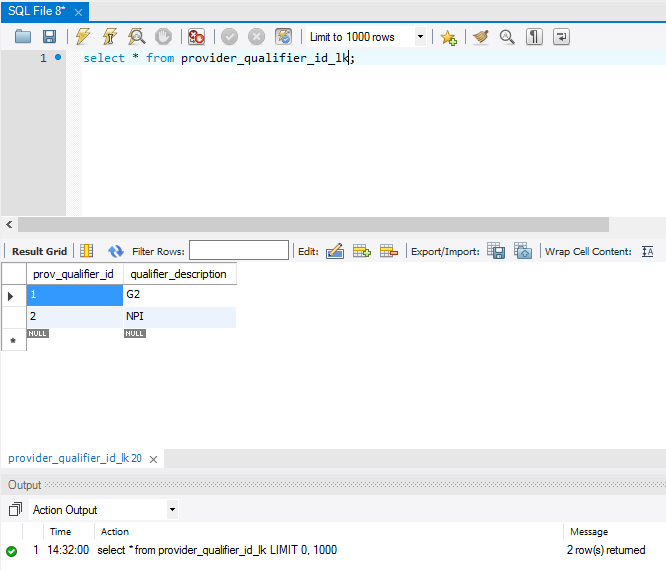 SQL File 8*
Limit to 1000 rows
1 select * from provider_qualifier_id_lk;
Result Grid Filter Rows: Edit: Export/Import: Wrap Cell Content:
prov_qualifier_id qualifier_description
1 G2
2 NPI
NULL NULL
provider_qualifier_id_lk 20
Output
Action Output
Time Action Message
1 14:32:00 select * from provider_qualifier_id_lk LIMIT 0, 1000 2 row(s) returned